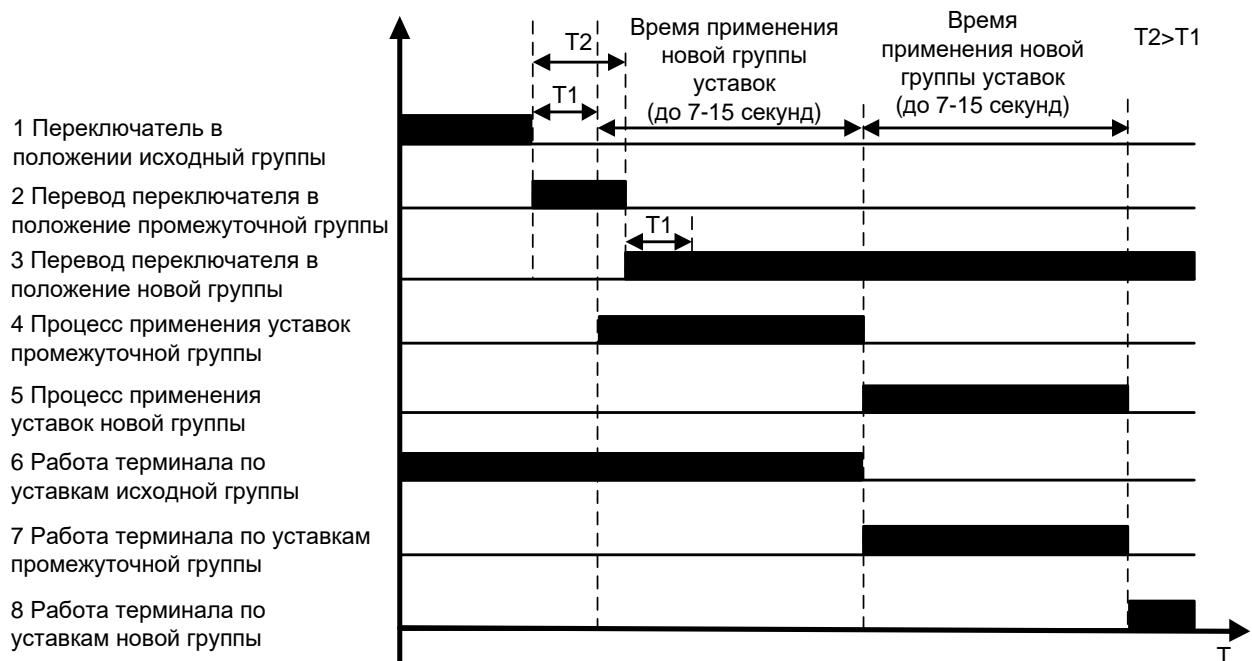 Время применения
новой группы
уставок
(до 7-15 секунд)
Время
применения новой
группы уставок
(до 7-15 секунд)
T2>T1
T2
T1
1 Переключатель в
положении исходный группы
2 Перевод переключателя в
положение промежуточной группы
T1
3 Перевод переключателя в
положение новой группы
4 Процесс применения уставок
промежуточной группы
5 Процесс применения
уставок новой группы
6 Работа терминала по
уставкам исходной группы
7 Работа терминала по уставкам
промежуточной группы
8 Работа терминала по
уставкам новой группы
T